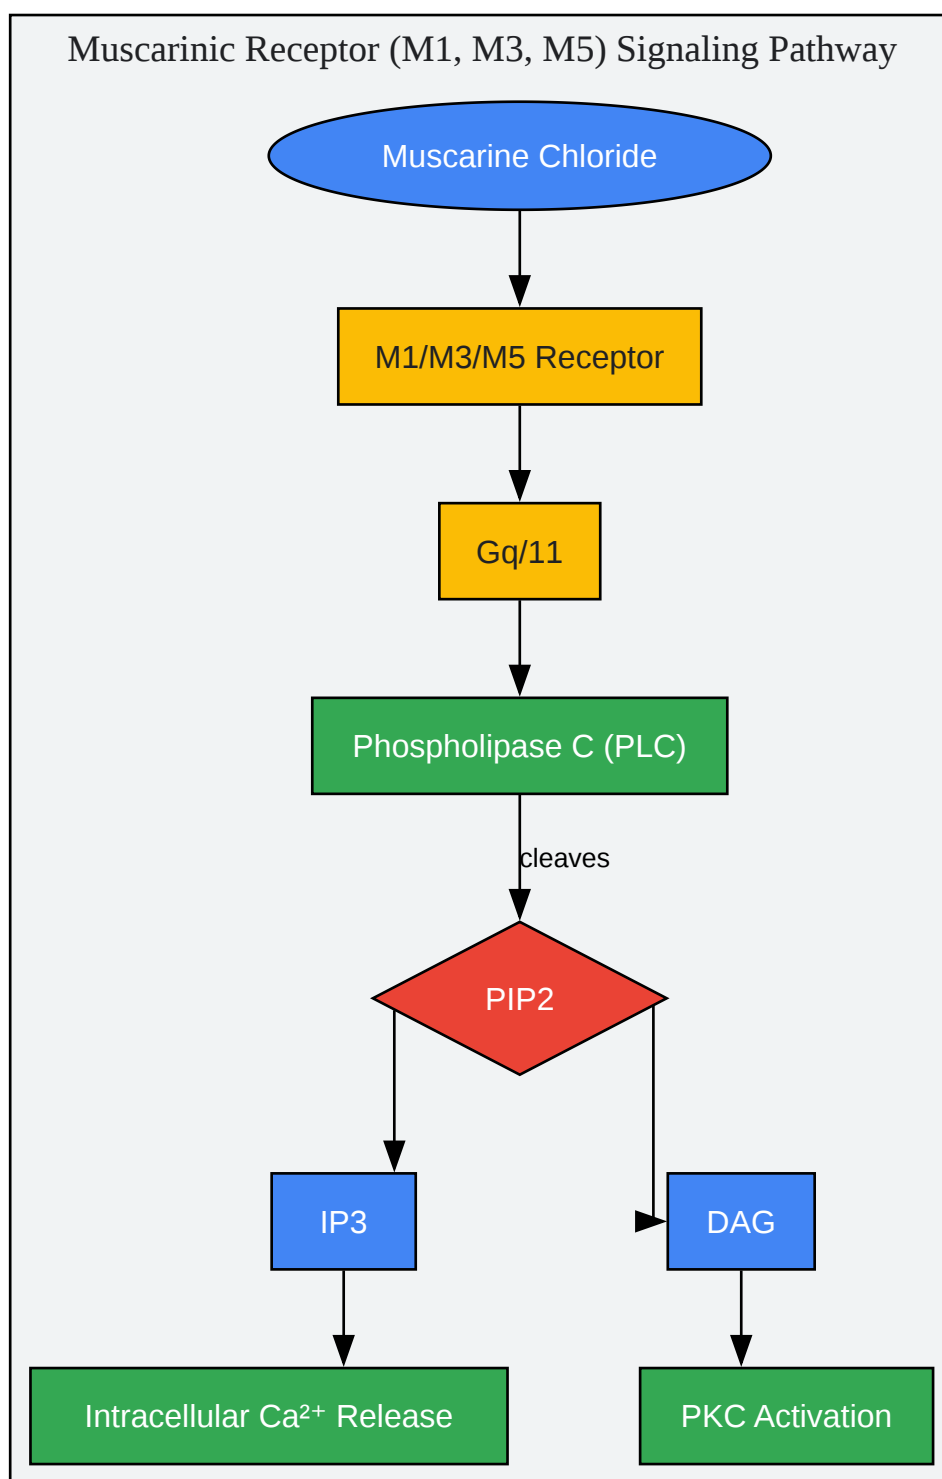 Muscarinic Receptor (M1, M3, M5) Signaling Pathway
Muscarine Chloride
M1/M3/M5 Receptor
Gq/11
Phospholipase C (PLC)
cleaves
PIP2
IP3
DAG
Intracellular Ca²⁺ Release
PKC Activation